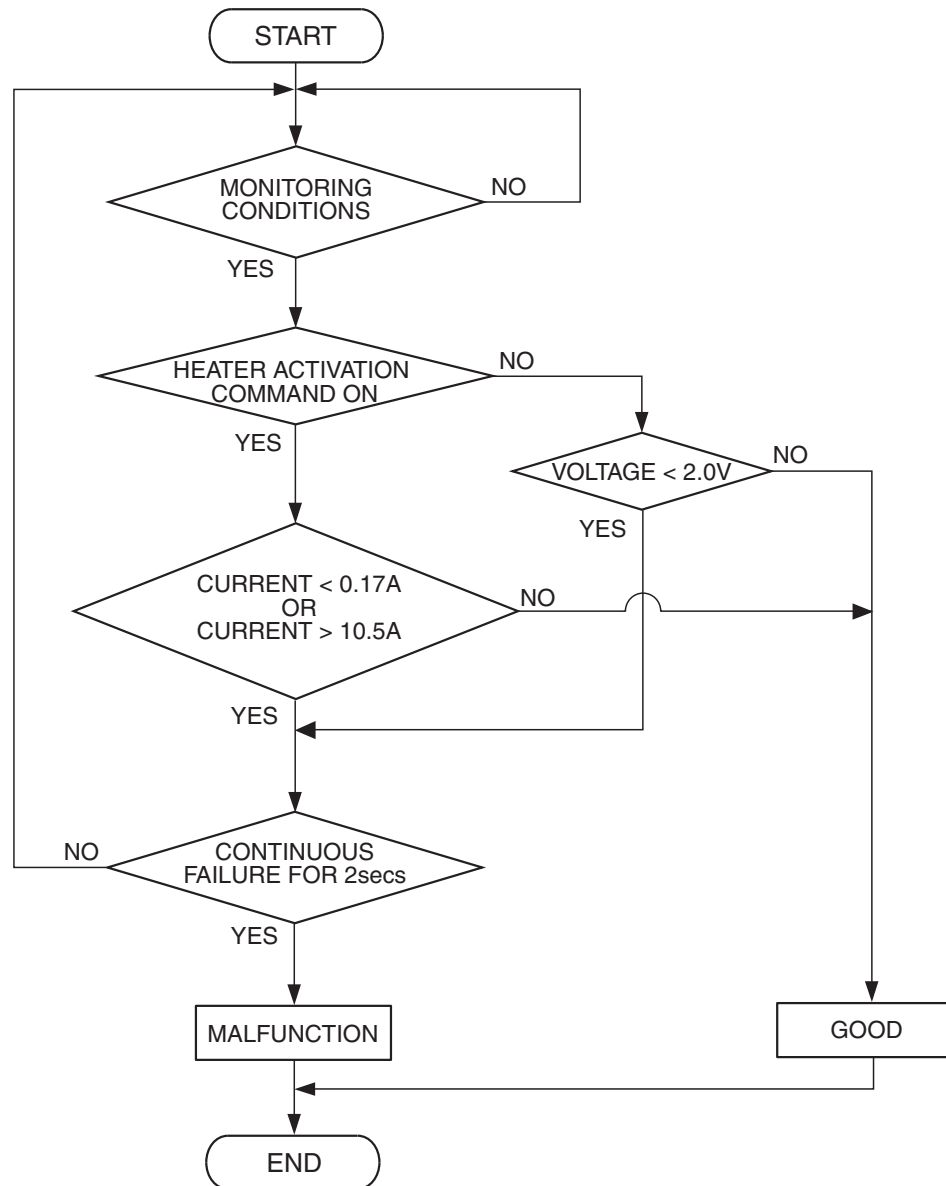 START
MONITORING
CONDITIONS
NO
YES
HEATER ACTIVATION
COMMAND ON
NO
YES
VOLTAGE < 2.0V
NO
YES
CURRENT < 0.17A
OR
CURRENT > 10.5A
NO
YES
CONTINUOUS
FAILURE FOR 2secs
NO
YES
MALFUNCTION
GOOD
END